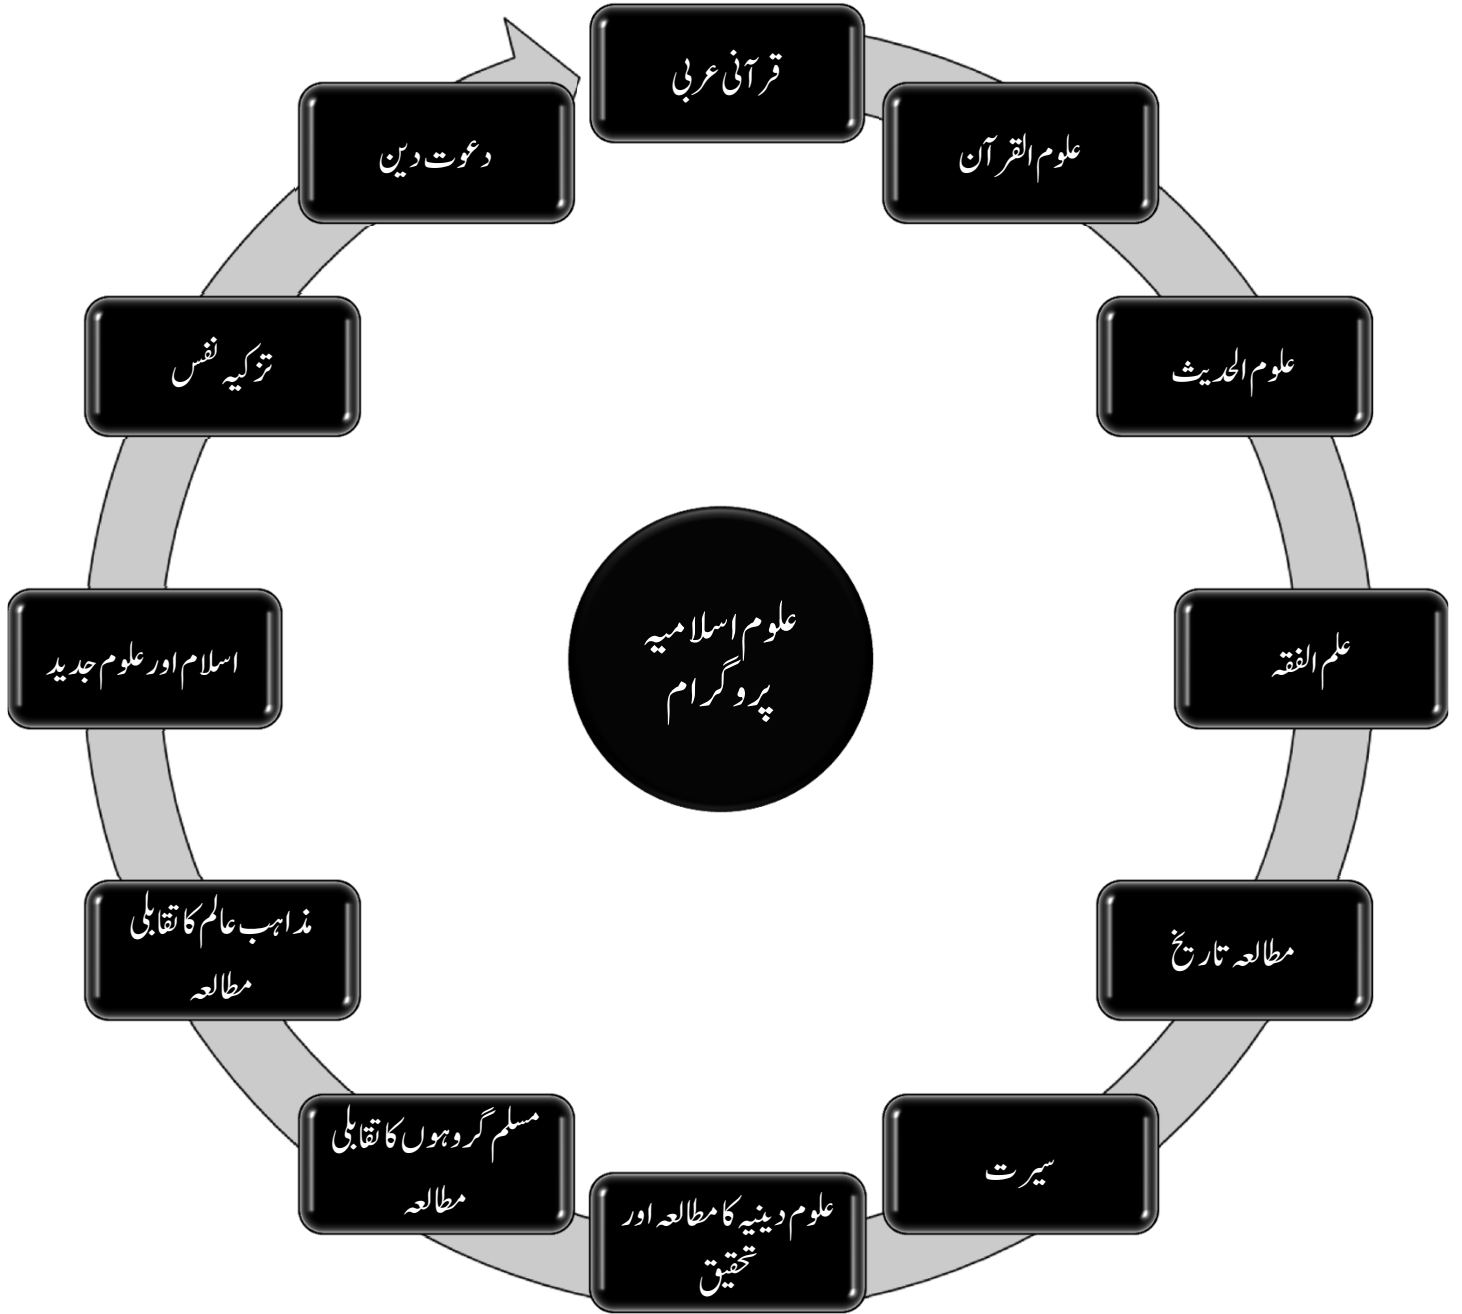 قرآنی عربی
علوم القرآن
علوم الحدیث
علم الفقہ
مطالعہ تاریخ
سیرت
علوم دینیہ کا مطالعہ اور
تحقیق
مسلم گروہوں کا تقابلی
مطالعہ
مذاہب عالم کا تقابلی
مطالعہ
اسلام اور علوم جدید
تزکیہ نفس
دعوت دین
علوم اسلامیہ
پروگرام